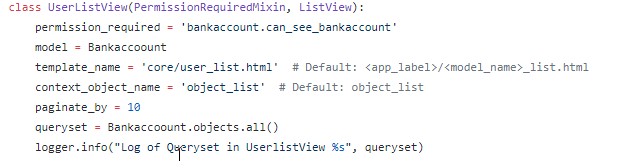 class UserListView(PermissionRequiredMixin, ListView):
    permission_required = 'bankaccount.can_see_bankaccount'
    model = Bankaccoount
    template_name = 'core/user_list.html'  # Default: <app_label>/<model_name>_list.html
    context_object_name = 'object_list'  # Default: object_list
    paginate_by = 10
    queryset = Bankaccoount.objects.all()
    logger.info("Log of Queryset in UserlistView %s", queryset)